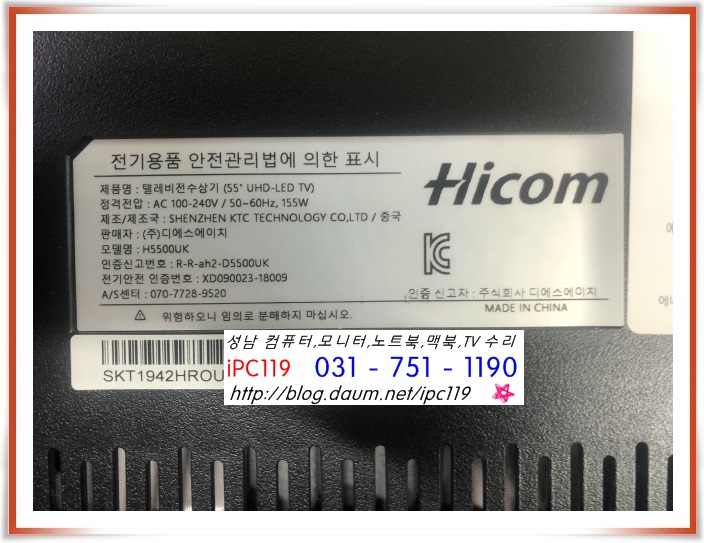 전기용품 안전관리법에 의한 표시
Hicom
제품명 : 텔레비전수상기 (55" UHD-LED TV)
정격전압 : AC 100-240V / 50~60Hz, 155W
제조/제조국 : SHENZHEN KTC TECHNOLOGY CO,LTD / 중국
판매자 : (주)디에스에이치
모델명 : H5500UK
인증신고번호 : R-R-ah2-D5500UK
전기안전 인증번호 : XD090023-18009
A/S센터 : 070-7728-9520
인증 신고자 : 주식회사 디에스에이치
MADE IN CHINA
위험하오니 임의로 분해하지 마십시오.
SKT1942HROU
성남 컴퓨터,모니터,노트북,맥북,TV 수리
iPC119 031 - 751 - 1190
http://blog.daum.net/ipc119